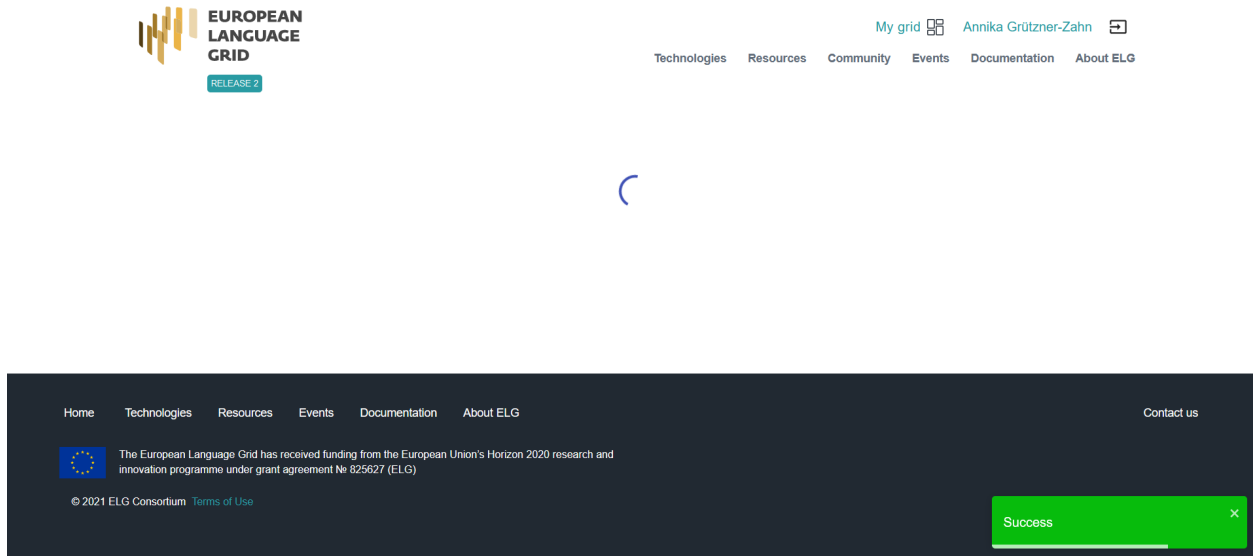 EUROPEAN
LANGUAGE
GRID
RELEASE 2
My grid Annika Grützner-Zahn
Technologies Resources Community Events Documentation About ELG
Home Technologies Resources Events Documentation About ELG Contact us
The European Language Grid has received funding from the European Union's Horizon 2020 research and
innovation programme under grant agreement № 825627 (ELG)
© 2021 ELG Consortium Terms of Use
Success ×